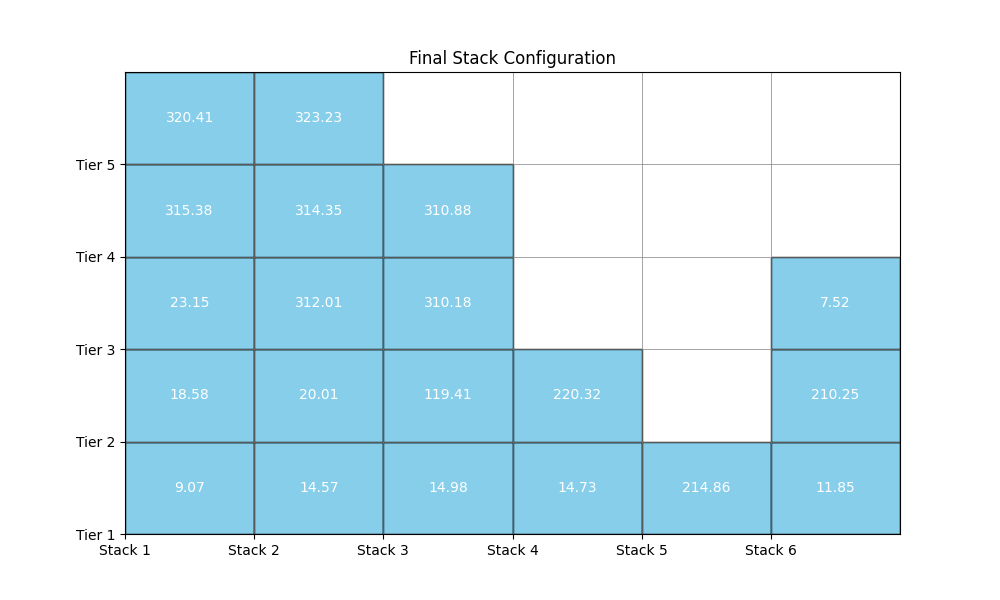 Final Stack Configuration
320.41 323.23
Tier 5
315.38 314.35 310.88
Tier 4
23.15 312.01 310.18 7.52
Tier 3
18.58 20.01 119.41 220.32 210.25
Tier 2
9.07 14.57 14.98 14.73 214.86 11.85
Tier 1
Stack 1 Stack 2 Stack 3 Stack 4 Stack 5 Stack 6